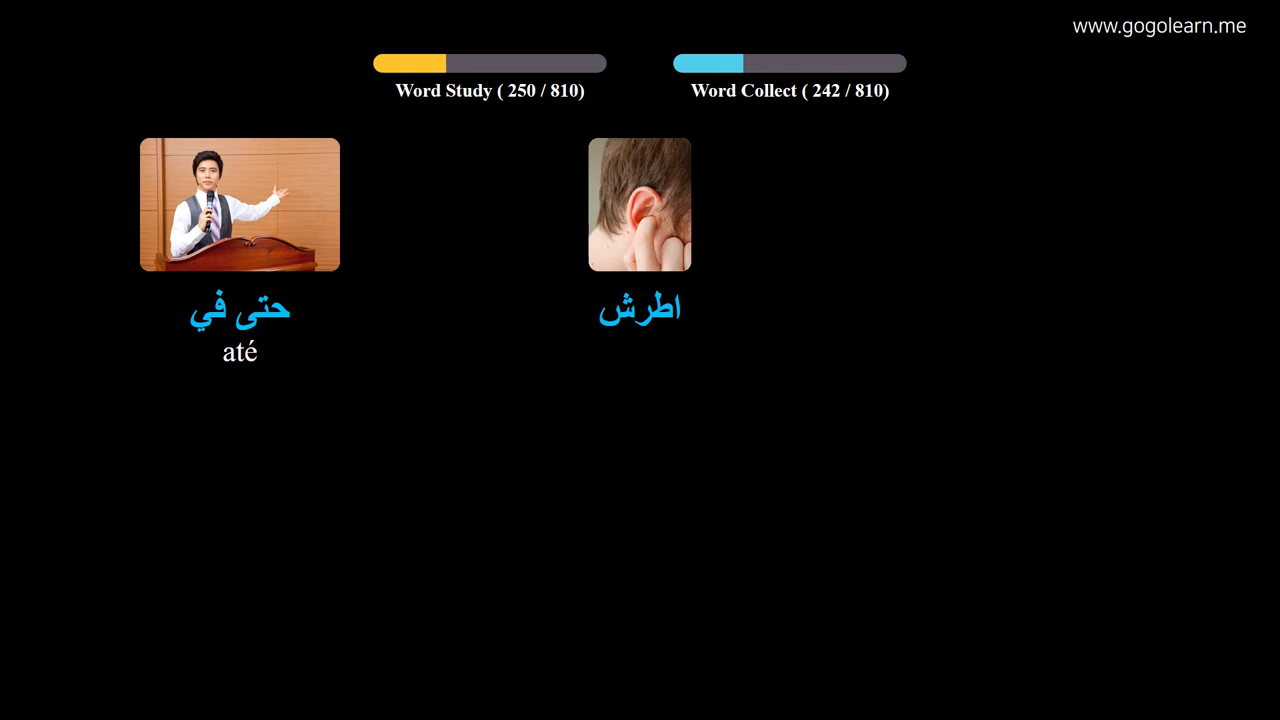 www.gogolearn.me
Word Study ( 250 / 810)
Word Collect ( 242 / 810)
حتى في
até
اطرش